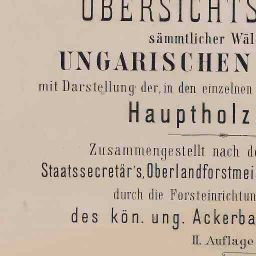 ÜBERSICHTS
sämmtlicher Wäl
UNGARISCHEN
mit Darstellung der, in den einzelnen
Hauptholz
Zusammengestellt nach de
Staatssecretär's, Oberlandforstmei
durch die Forsteinrichtun
des kön. ung. Ackerba
II. Auflage